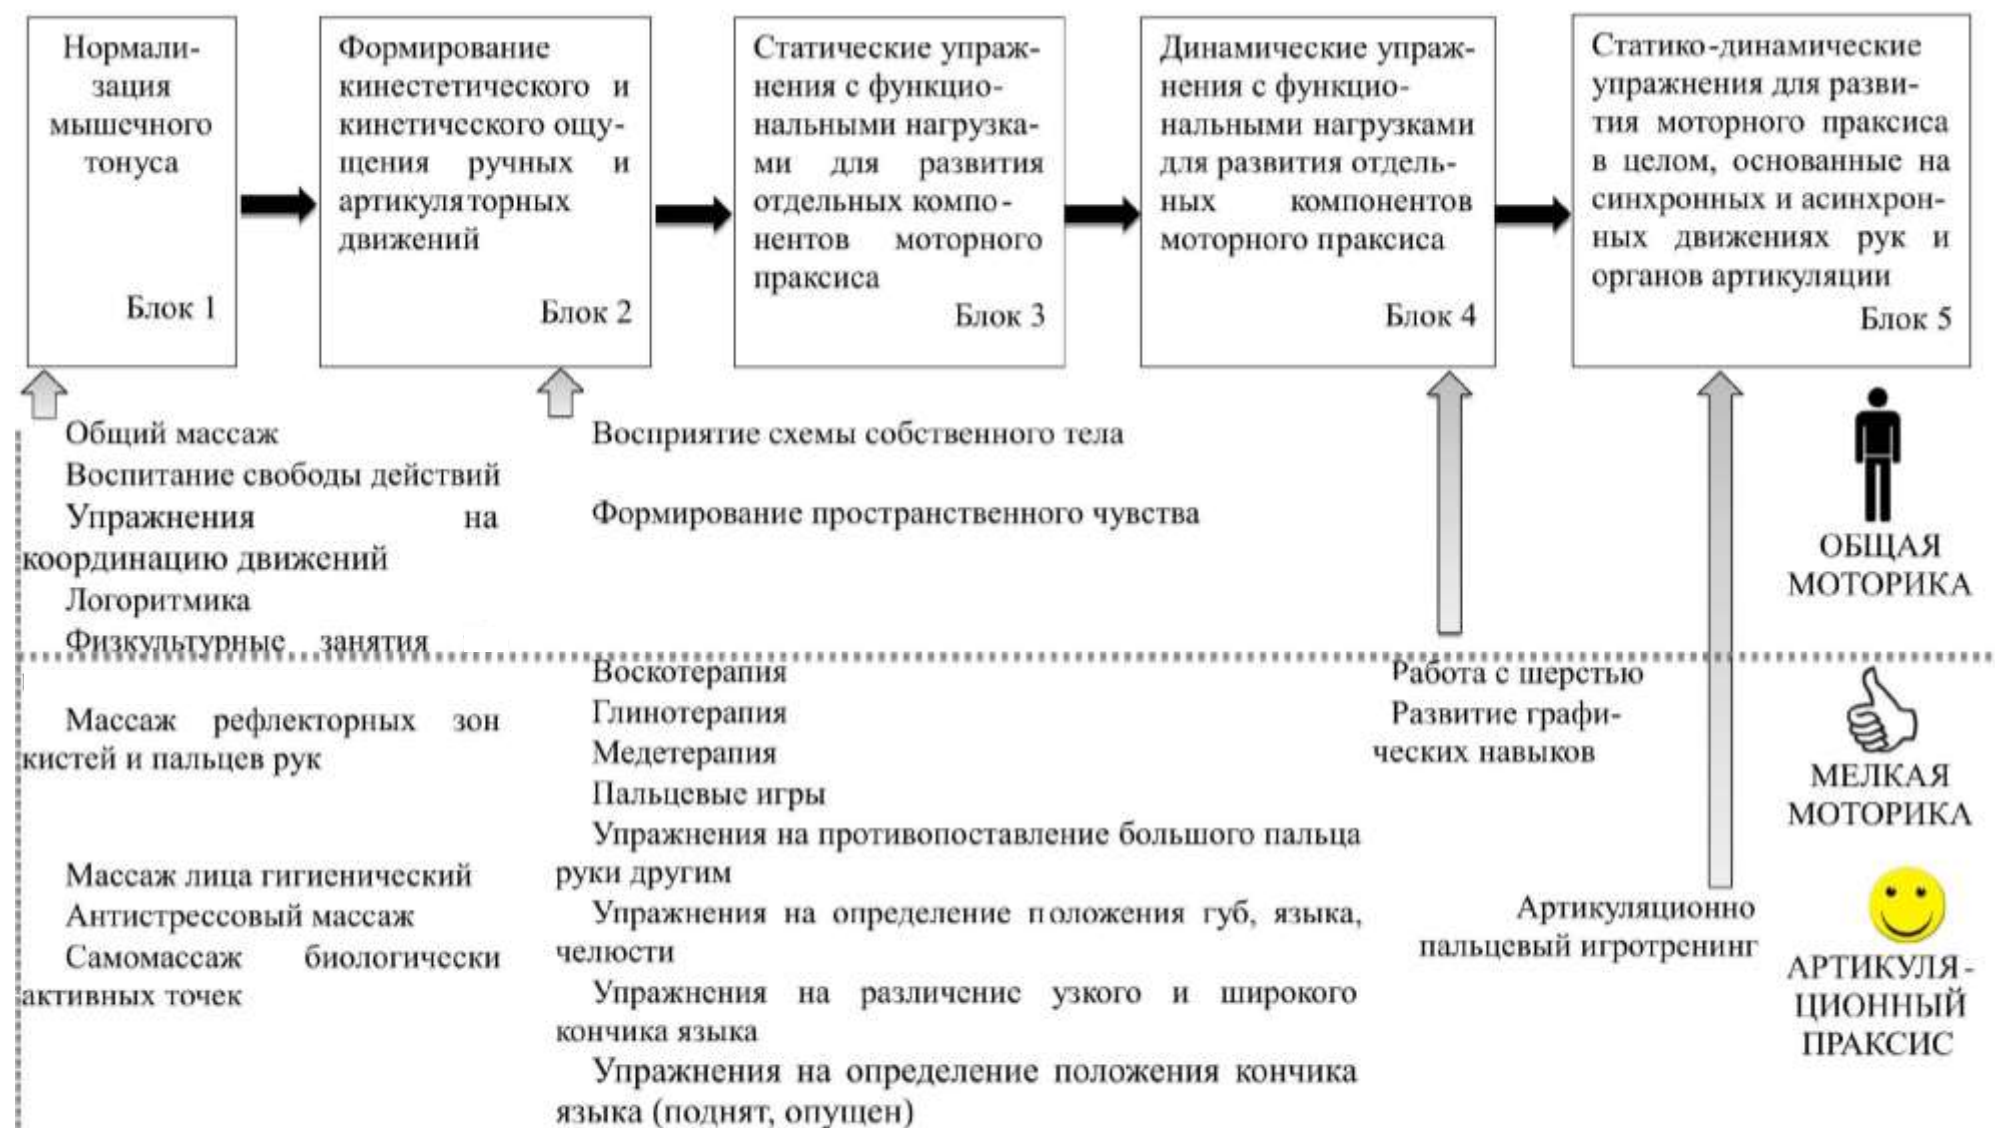 Нормали-
зация
мышечного
тонуса
Блок 1
Формирование
кинестетического и
кинетического ощу-
щения ручных и
артикуляторных
движений
Блок 2
Статические упраж-
нения с функцио-
нальными нагрузка-
ми для развития
отдельных компо-
нентов моторного
праксиса
Блок 3
Динамические упраж-
нения с функцио-
нальными нагрузками
для развития отдель-
ных компонентов
моторного праксиса
Блок 4
Статико-динамические
упражнения для разви-
тия моторного праксиса
в целом, основанные на
синхронных и асинхрон-
ных движениях рук и
органов артикуляции
Блок 5
Общий массаж
Воспитание свободы действий
Упражнения на
координацию движений
Логоритмика
Физкультурные занятия
Восприятие схемы собственного тела
Формирование пространственного чувства
ОБЩАЯ
МОТОРИКА
Массаж рефлекторных зон
кистей и пальцев рук
Воскотерапия
Глинотерапия
Медетерапия
Пальцевые игры
Упражнения на противопоставление большого пальца
руки другим
Работа с шерстью
Развитие графи-
ческих навыков
МЕЛКАЯ
МОТОРИКА
Массаж лица гигиенический
Антистрессовый массаж
Самомассаж биологически
активных точек
Упражнения на определение положения губ, языка,
челюсти
Упражнения на различение узкого и широкого
кончика языка
Упражнения на определение положения кончика
языка (поднят, опущен)
Артикуляционно
пальцевый игротренинг
АРТИКУЛЯ-
ЦИОННЫЙ
ПРАКСИС